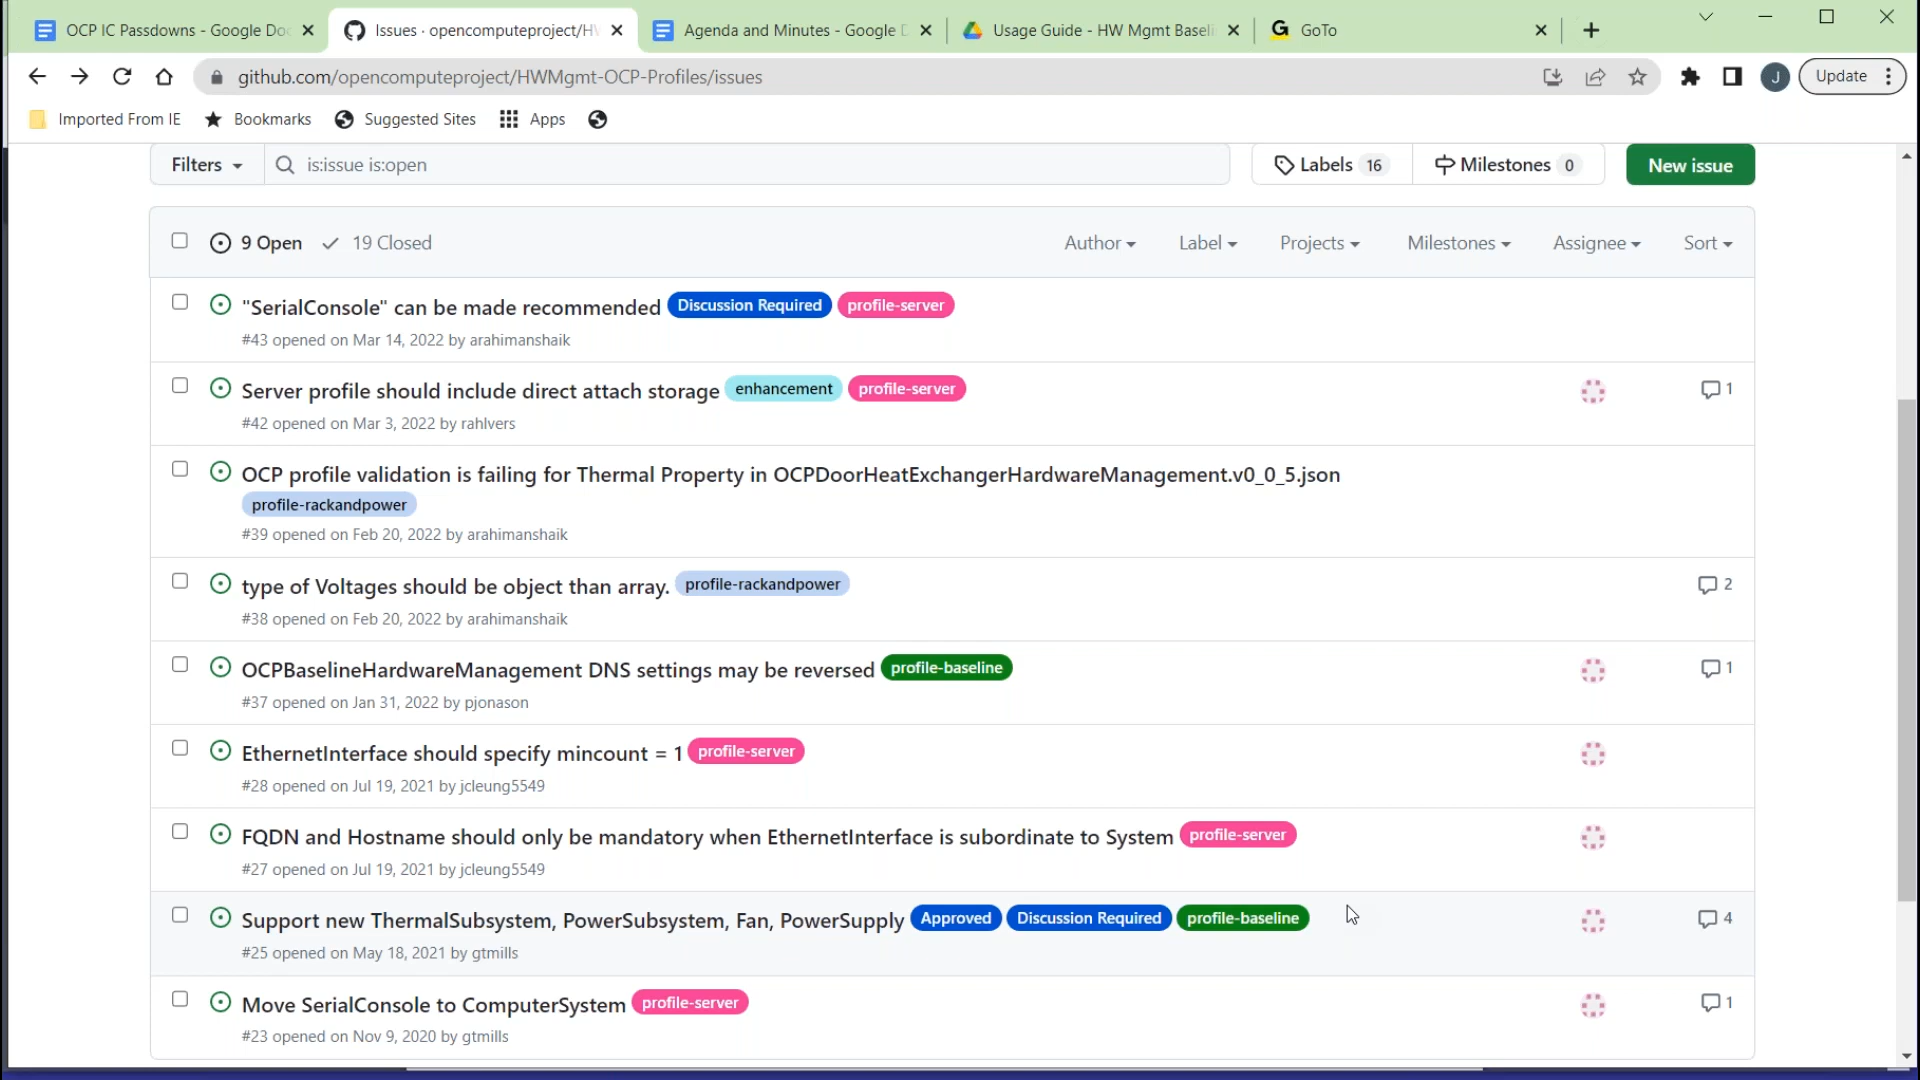 OCP IC Passdowns - Google Do
Issues · opencomputeproject/HW
Agenda and Minutes - Google D
Usage Guide - HW Mgmt Baseli
G GoTo
github.com/opencomputeproject/HWMgmt-OCP-Profiles/issues
J
Update
Imported From IE
Bookmarks
Suggested Sites
Apps
Filters
is:issue is:open
Labels 16
Milestones 0
New issue
9 Open
19 Closed
Author
Label
Projects
Milestones
Assignee
Sort
"SerialConsole" can be made recommended Discussion Required profile-server
#43 opened on Mar 14, 2022 by arahimanshaik
Server profile should include direct attach storage enhancement profile-server 1
#42 opened on Mar 3, 2022 by rahlvers
OCP profile validation is failing for Thermal Property in OCPDoorHeatExchangerHardwareManagement.v0_0_5.json
profile-rackandpower
#39 opened on Feb 20, 2022 by arahimanshaik
type of Voltages should be object than array. profile-rackandpower 2
#38 opened on Feb 20, 2022 by arahimanshaik
OCPBaselineHardwareManagement DNS settings may be reversed profile-baseline 1
#37 opened on Jan 31, 2022 by pjonason
EthernetInterface should specify mincount = 1 profile-server
#28 opened on Jul 19, 2021 by jcleung5549
FQDN and Hostname should only be mandatory when EthernetInterface is subordinate to System profile-server
#27 opened on Jul 19, 2021 by jcleung5549
Support new ThermalSubsystem, PowerSubsystem, Fan, PowerSupply Approved Discussion Required profile-baseline 4
#25 opened on May 18, 2021 by gtmills
Move SerialConsole to ComputerSystem profile-server 1
#23 opened on Nov 9, 2020 by gtmills